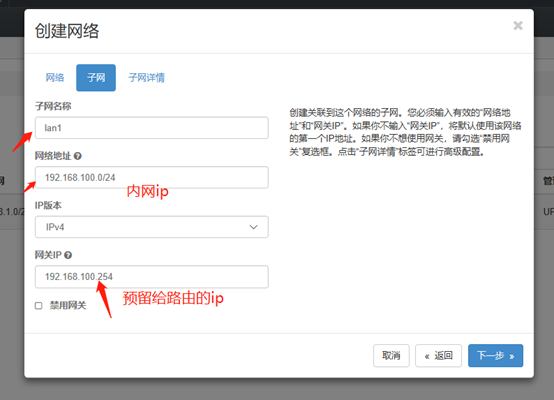 创建网络
×
网络 子网 子网详情
子网名称
lan1
网络地址
192.168.100.0/24
内网ip
IP版本
IPv4
网关IP
192.168.100.254
预留给路由的ip
禁用网关
创建关联到这个网络的子网。您必须输入有效的“网络地
址”和“网关IP”。如果你不输入“网关IP”，将默认使用该网络
的第一个IP地址。如果你不想使用网关，请勾选“禁用网
关”复选框。点击“子网详情”标签可进行高级配置。
取消 « 返回 下一步 »
网
3.1.0/2
管
UP